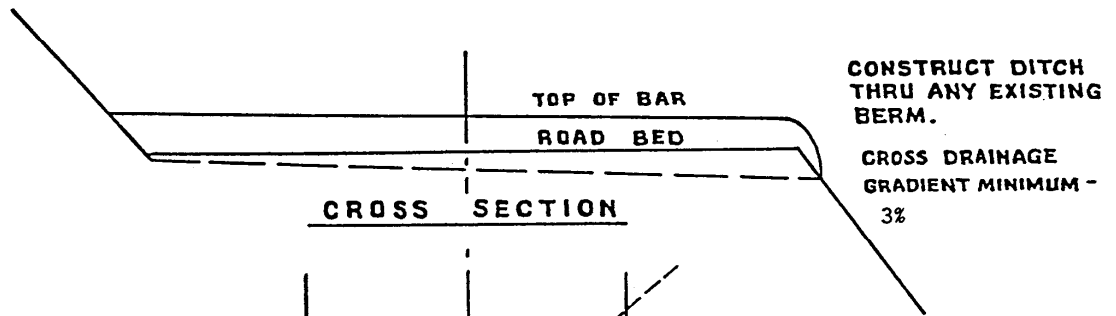 TOP OF BAR
ROAD BED
CROSS SECTION
CONSTRUCT DITCH
THRU ANY EXISTING
BERM.
CROSS DRAINAGE
GRADIENT MINIMUM -
3%